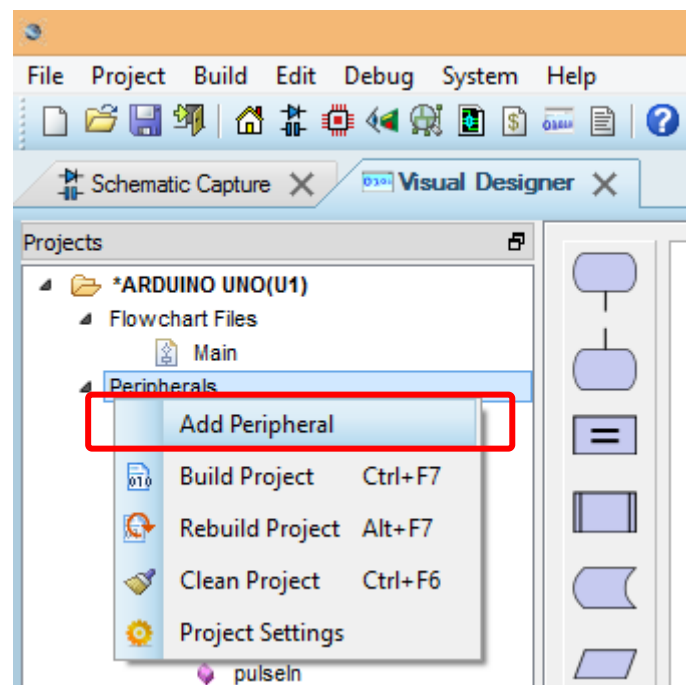 File Project Build Edit Debug System Help
Schematic Capture Visual Designer
Projects
*ARDUINO UNO(U1)
Flowchart Files
Main
Peripherals
Add Peripheral
Build Project Ctrl+F7
Rebuild Project Alt+F7
Clean Project Ctrl+F6
Project Settings
pulseIn